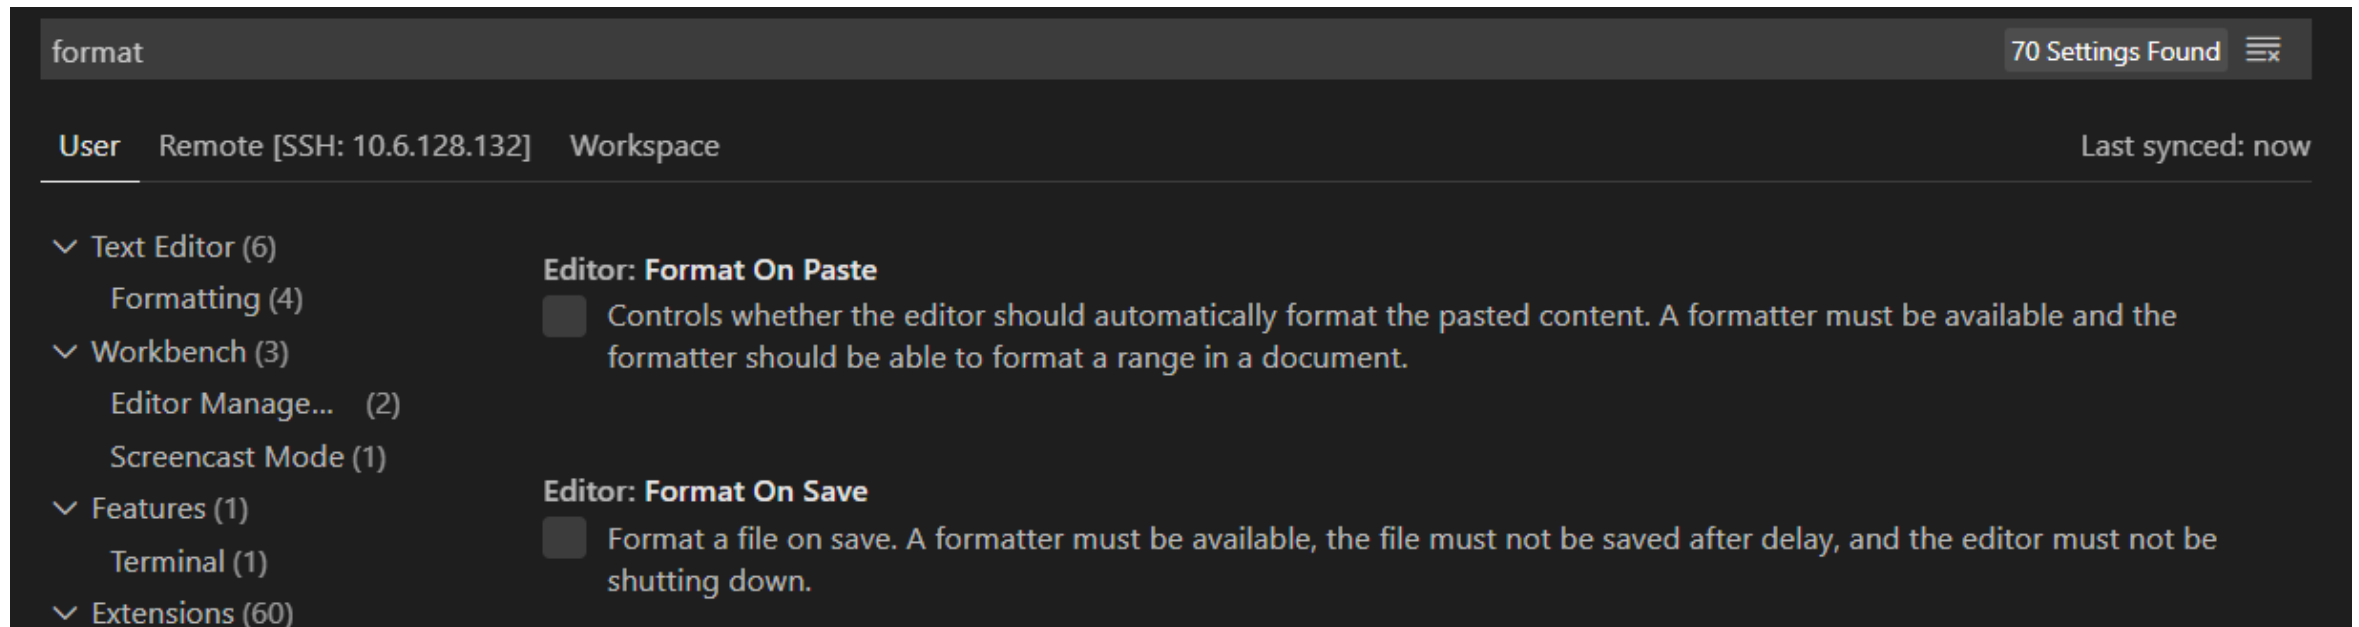 format
70 Settings Found
User Remote [SSH: 10.6.128.132] Workspace
Last synced: now
Text Editor (6)
Formatting (4)
Workbench (3)
Editor Manage... (2)
Screencast Mode (1)
Features (1)
Terminal (1)
Extensions (60)
Editor: Format On Paste
Controls whether the editor should automatically format the pasted content. A formatter must be available and the
formatter should be able to format a range in a document.
Editor: Format On Save
Format a file on save. A formatter must be available, the file must not be saved after delay, and the editor must not be
shutting down.